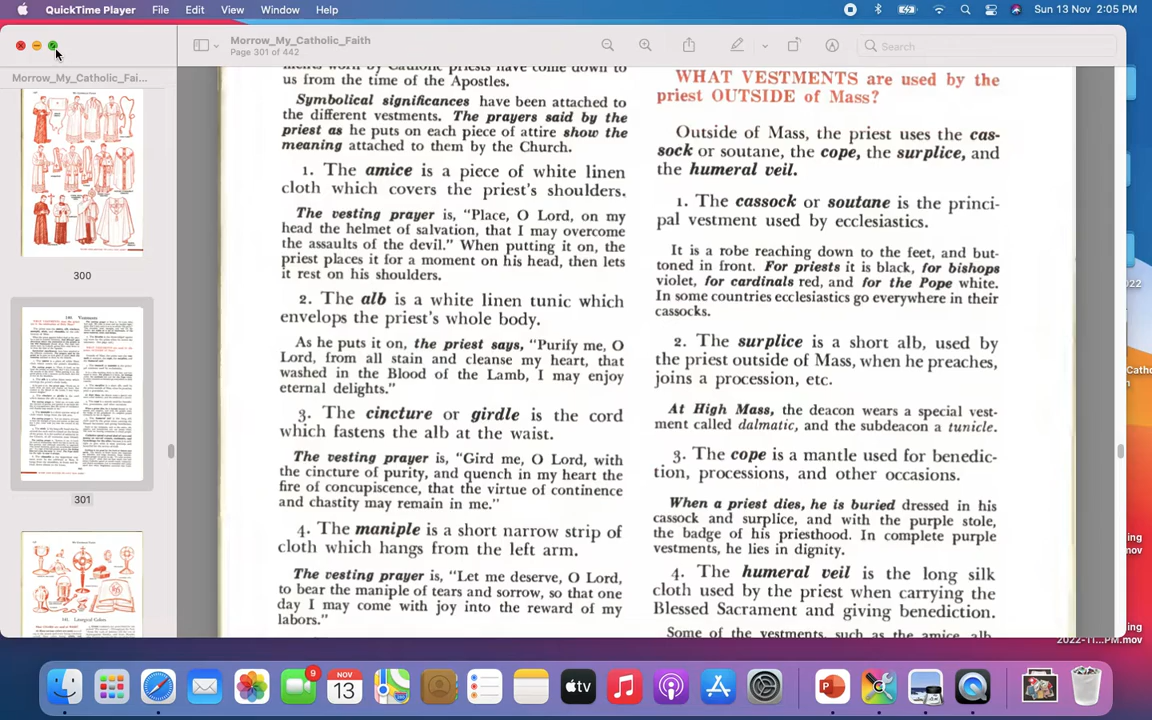 QuickTime Player File Edit View Window Help
Sun 13 Nov 2:05 PM
Morrow_My_Catholic_Faith
Page 301 of 442
Search
Morrow_My_Catholic_Fai...
300
301
us from the time of the Apostles.
Symbolical significances have been attached to
the different vestments. The prayers said by the
priest as he puts on each piece of attire show the
meaning attached to them by the Church.
1. The amice is a piece of white linen
cloth which covers the priest's shoulders.
The vesting prayer is, "Place, O Lord, on my
head the helmet of salvation, that I may overcome
the assaults of the devil." When putting it on, the
priest places it for a moment on his head, then lets
it rest on his shoulders.
2. The alb is a white linen tunic which
envelops the priest's whole body.
As he puts it on, the priest says, "Purify me, O
Lord, from all stain and cleanse my heart, that
washed in the Blood of the Lamb, I may enjoy
eternal delights."
3. The cincture or girdle is the cord
which fastens the alb at the waist.
The vesting prayer is, "Gird me, O Lord, with
the cincture of purity, and quench in my heart the
fire of concupiscence, that the virtue of continence
and chastity may remain in me."
4. The maniple is a short narrow strip of
cloth which hangs from the left arm.
The vesting prayer is, "Let me deserve, O Lord,
to bear the maniple of tears and sorrow, so that one
day I may come with joy into the reward of my
labors."
WHAT VESTMENTS are used by the
priest OUTSIDE of Mass?
Outside of Mass, the priest uses the cas-
sock or soutane, the cope, the surplice, and
the humeral veil.
1. The cassock or soutane is the princi-
pal vestment used by ecclesiastics.
It is a robe reaching down to the feet, and but-
toned in front. For priests it is black, for bishops
violet, for cardinals red, and for the Pope white.
In some countries ecclesiastics go everywhere in their
cassocks.
2. The surplice is a short alb, used by
the priest outside of Mass, when he preaches,
joins a procession, etc.
At High Mass, the deacon wears a special vest-
ment called dalmatic, and the subdeacon a tunicle.
3. The cope is a mantle used for benedic-
tion, processions, and other occasions.
When a priest dies, he is buried dressed in his
cassock and surplice, and with the purple stole,
the badge of his priesthood. In complete purple
vestments, he lies in dignity.
4. The humeral veil is the long silk
cloth used by the priest when carrying the
Blessed Sacrament and giving benediction.
Some of the vestments, such as the amice, alb,
2022-11...PM.mov
9
NOV
13
tv